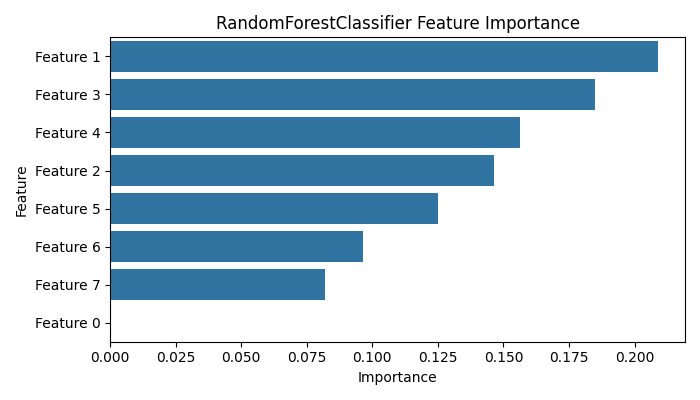 RandomForestClassifier Feature Importance
Feature 1
Feature 3
Feature 4
Feature 2
Feature 5
Feature 6
Feature 7
Feature 0
Feature
0.000 0.025 0.050 0.075 0.100 0.125 0.150 0.175 0.200
Importance